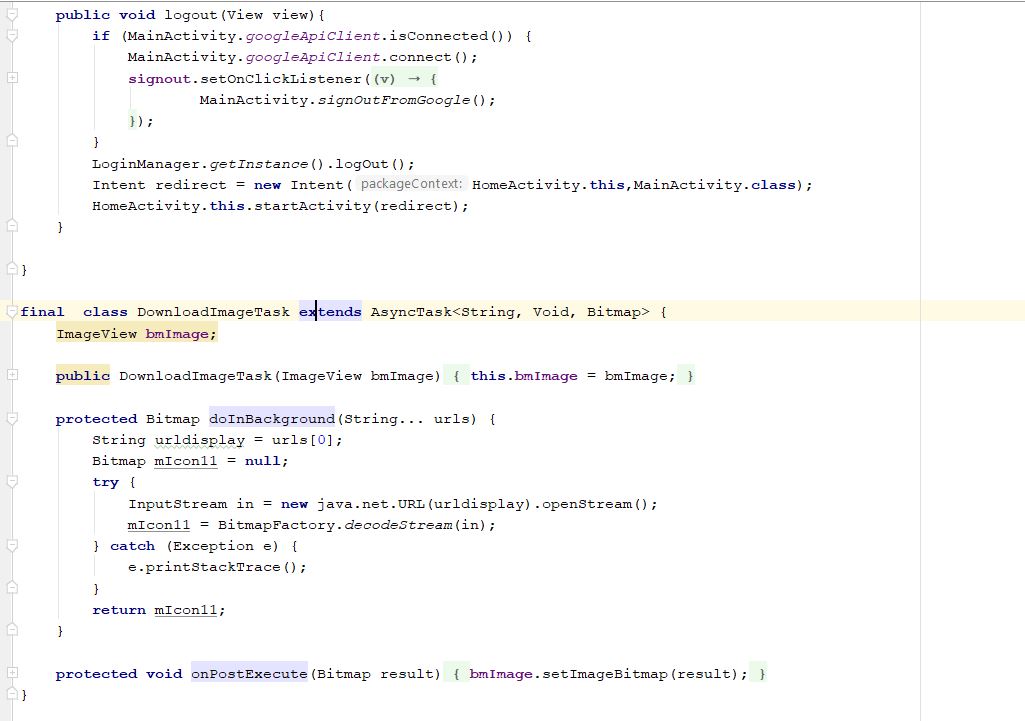 public void logout(View view){
if (MainActivity.googleApiClient.isConnected()) {
MainActivity.googleApiClient.connect();
signout.setOnClickListener((v) → {
MainActivity.signOutFromGoogle();
});
}
LoginManager.getInstance().logOut();
Intent redirect = new Intent( packageContext: HomeActivity.this,MainActivity.class);
HomeActivity.this.startActivity(redirect);
}
}
final  class DownloadImageTask extends AsyncTask<String, Void, Bitmap> {
ImageView bmImage;
public DownloadImageTask(ImageView bmImage) { this.bmImage = bmImage; }
protected Bitmap doInBackground(String... urls) {
String urldisplay = urls[0];
Bitmap mIcon11 = null;
try {
InputStream in = new java.net.URL(urldisplay).openStream();
mIcon11 = BitmapFactory.decodeStream(in);
} catch (Exception e) {
e.printStackTrace();
}
return mIcon11;
}
protected void onPostExecute(Bitmap result) { bmImage.setImageBitmap(result); }
}